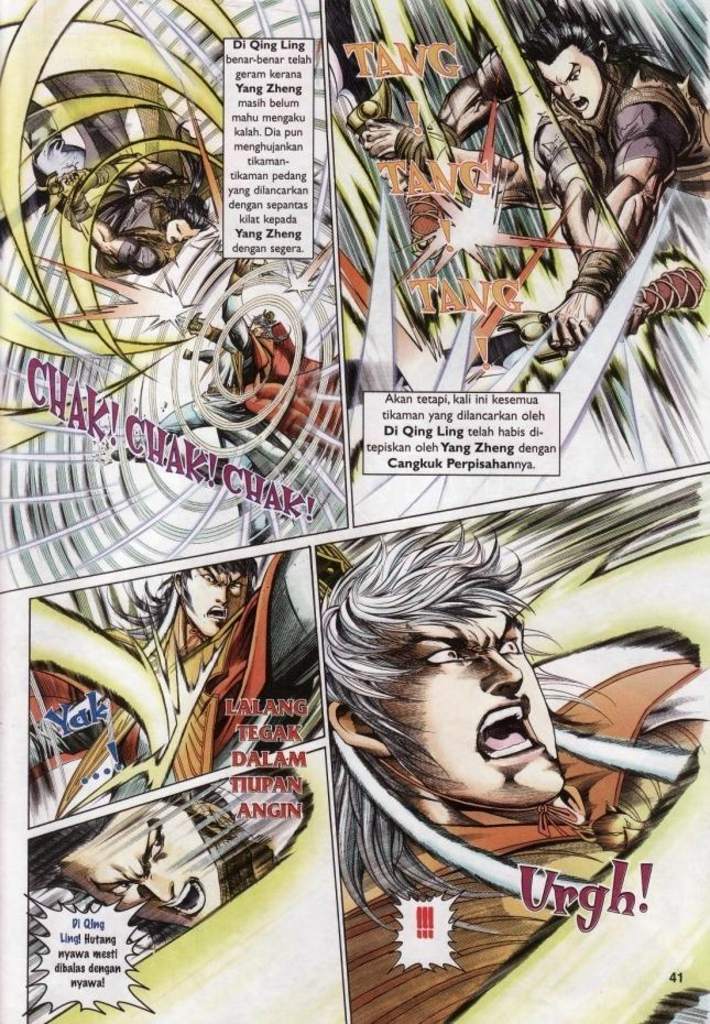 Di Qing Ling
benar-benar telah
geram kerana
Yang Zheng
masih belum
mahu mengaku
kalah. Dia pun
menghujankan
tikaman-
tikaman pedang
yang dilancarkan
dengan sepantas
kilat kepada
Yang Zheng
dengan segera.
CHAK! CHAK! CHAK!
TANG
!
TANG
!
TANG
!
Akan tetapi, kali ini kesemua
tikaman yang dilancarkan oleh
Di Qing Ling telah habis di-
tepiskan oleh Yang Zheng dengan
Cangkuk Perpisahannya.
Yak
...!
LALANG
TEGAK
DALAM
TIUPAN
ANGIN
Di Qing
Ling! Hutang
nyawa mesti
dibalas dengan
nyawa!
Urgh!
!!!
41